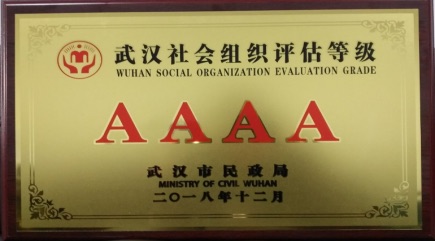 武汉社会组织评估等级
WUHAN SOCIAL ORGANIZATION EVALUATION GRADE
AAAA
武汉市民政局
MINISTRY OF CIVIL WUHAN
二〇一八年十二月